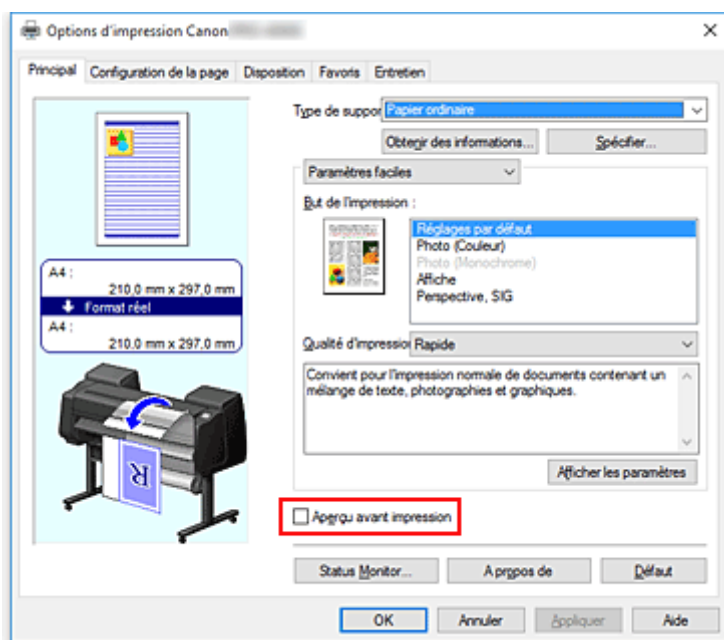 Options d'impression Canon
Principal Configuration de la page Disposition Favoris Entretien
Type de suppor Papier ordinaire
Obtenir des informations... Spécifier...
Paramètres faciles
But de l'impression :
Réglages par défaut
Photo (Couleur)
Photo (Monochrome)
Affiche
Perspective, SIG
A4 :
210,0 mm x 297,0 mm
Format réel
A4 :
210,0 mm x 297,0 mm
Qualité d'impressio Rapide
Convient pour l'impression normale de documents contenant un
mélange de texte, photographies et graphiques.
R
Afficher les paramètres
Aperçu avant impression
Status Monitor... A propos de Défaut
OK Annuler Appliquer Aide